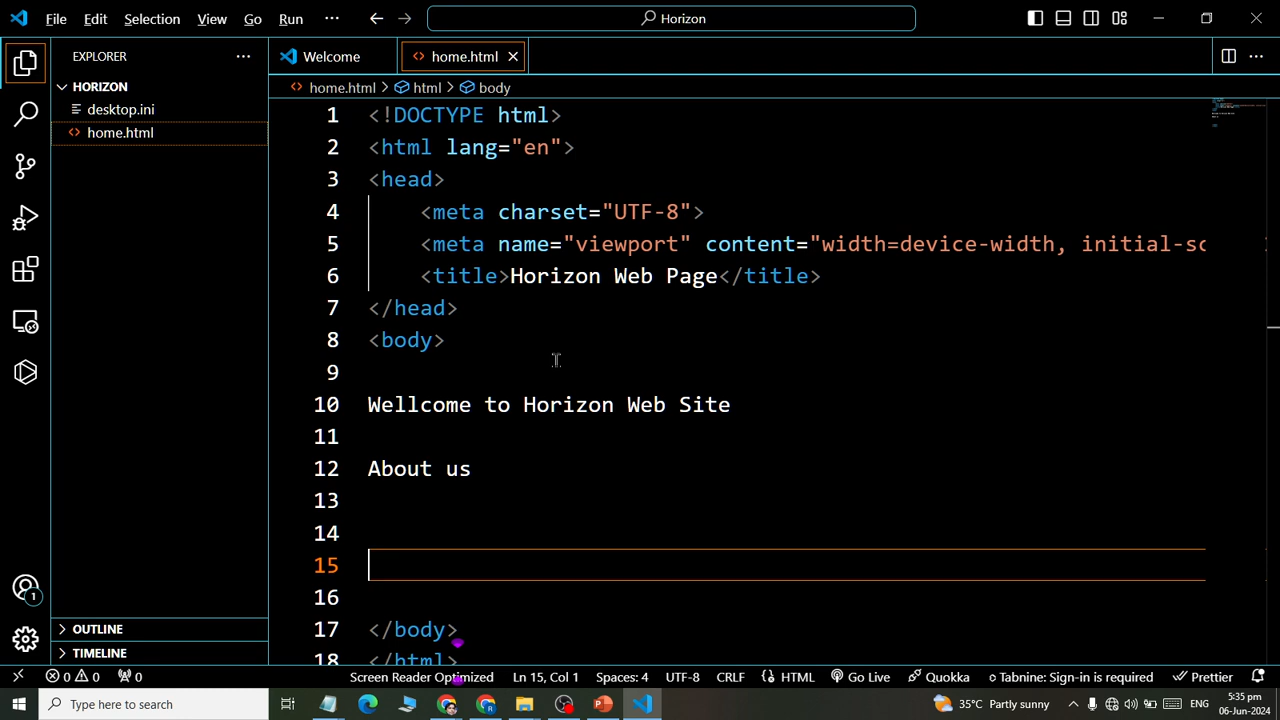 File Edit Selection View Go Run ··· Horizon
EXPLORER ··· Welcome home.html
HORIZON
home.html > html > body
desktop.ini
home.html
1 <!DOCTYPE html>
2 <html lang="en">
3 <head>
4 <meta charset="UTF-8">
5 <meta name="viewport" content="width=device-width, initial-sc
6 <title>Horizon Web Page</title>
7 </head>
8 <body>
9
10 Wellcome to Horizon Web Site
11
12 About us
13
14
15
16
17 </body>
18 </html>
OUTLINE
TIMELINE
1
0 0 0 Screen Reader Optimized Ln 15, Col 1 Spaces: 4 UTF-8 CRLF HTML Go Live Quokka Tabnine: Sign-in is required Prettier
Type here to search 35°C Partly sunny ENG 5:35 pm
06-Jun-2024